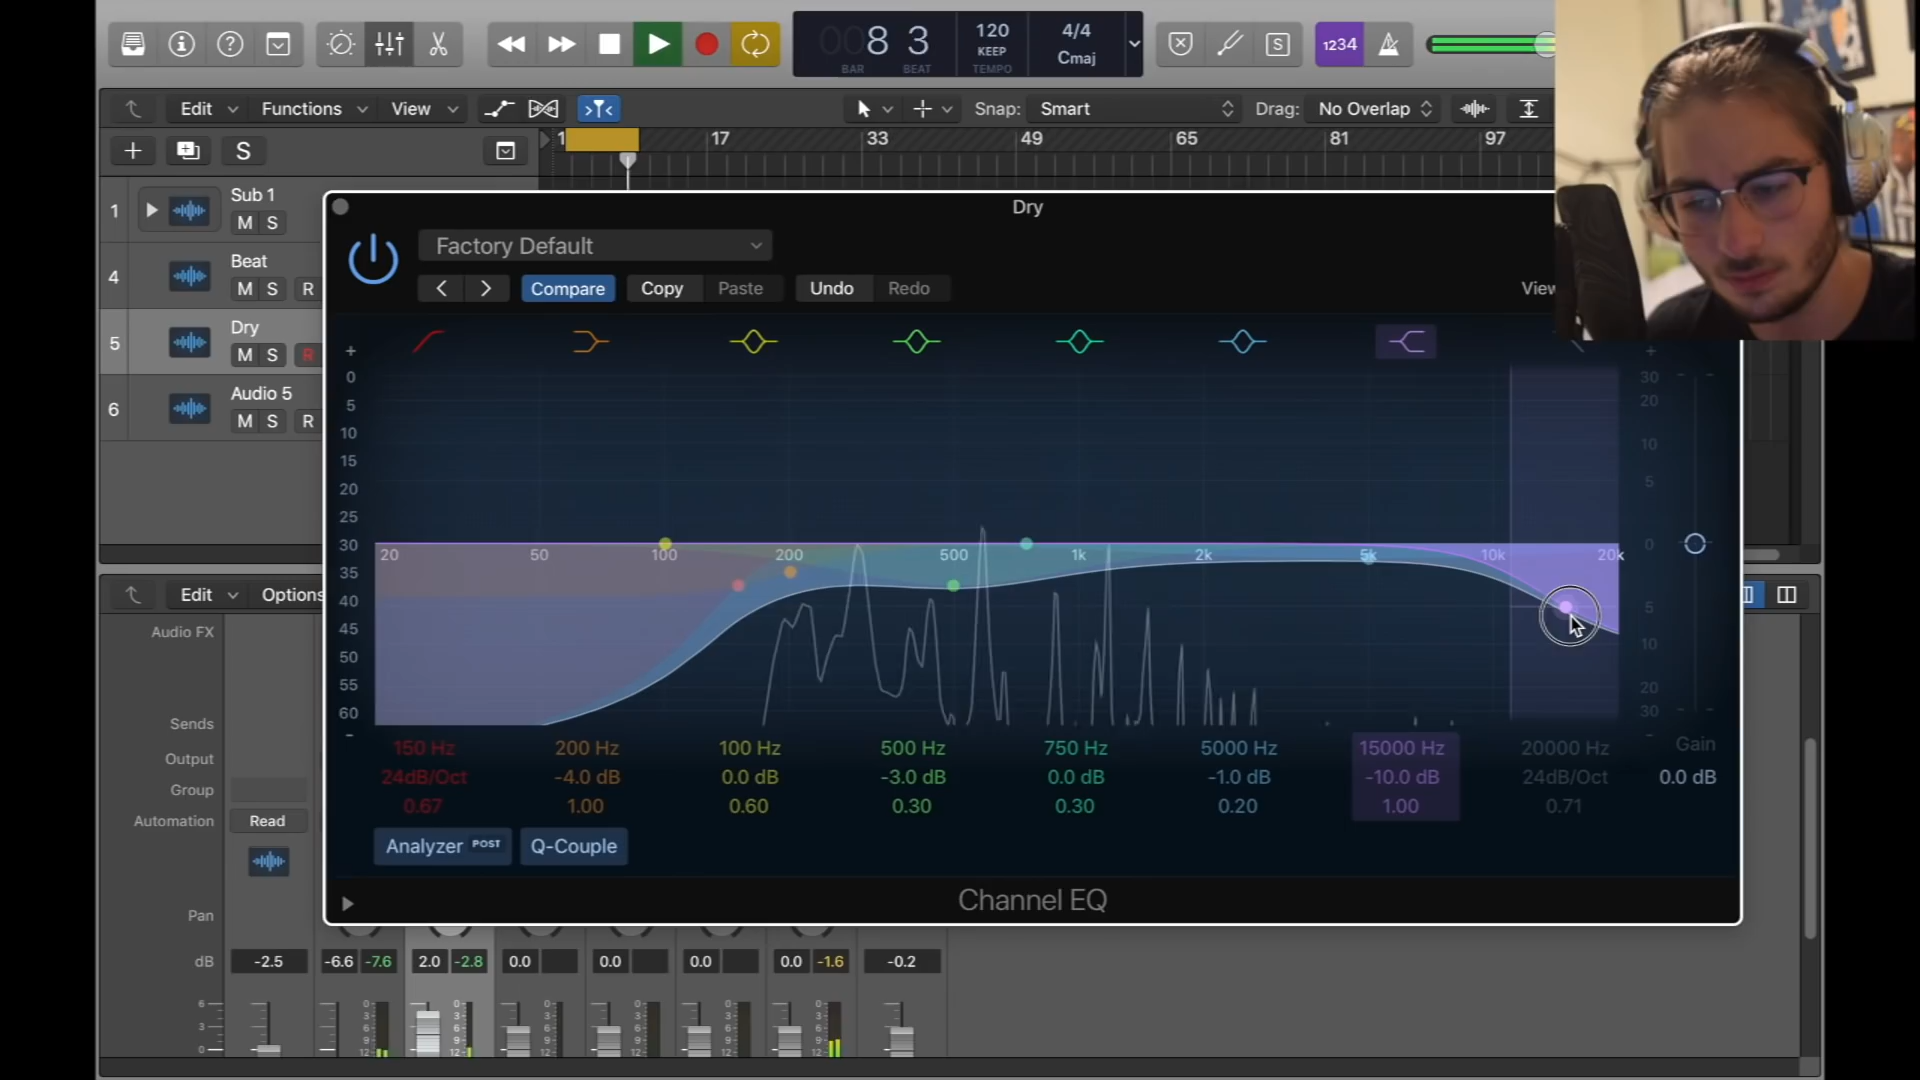 008 3
BAR BEAT
120
KEEP
TEMPO
4/4
Cmaj
S
1234
Edit Functions View
Snap: Smart
Drag: No Overlap
S
1 17 33 49 65 81 97
1 Sub 1
M S
4 Beat
M S R
5 Dry
M S R
6 Audio 5
M S R
Dry
Factory Default
Compare Copy Paste Undo Redo
View
+
0
5
10
15
20
25
30
35
40
45
50
55
60
-
20 50 100 200 500 1k 2k 5k 10k 20k
+
30
20
10
5
0
5
10
20
30
-
150 Hz 200 Hz 100 Hz 500 Hz 750 Hz 5000 Hz 15000 Hz 20000 Hz
24dB/Oct -4.0 dB 0.0 dB -3.0 dB 0.0 dB -1.0 dB -10.0 dB 24dB/Oct
0.67 1.00 0.60 0.30 0.30 0.20 1.00 0.71
Gain
0.0 dB
Analyzer POST Q-Couple
Channel EQ
Edit Options
Audio FX
Sends
Output
Group
Automation Read
Pan
dB -2.5 -6.6 -7.6 2.0 -2.8 0.0 0.0 0.0 0.0 -1.6 -0.2
6
3
0
0
3
6
9
12